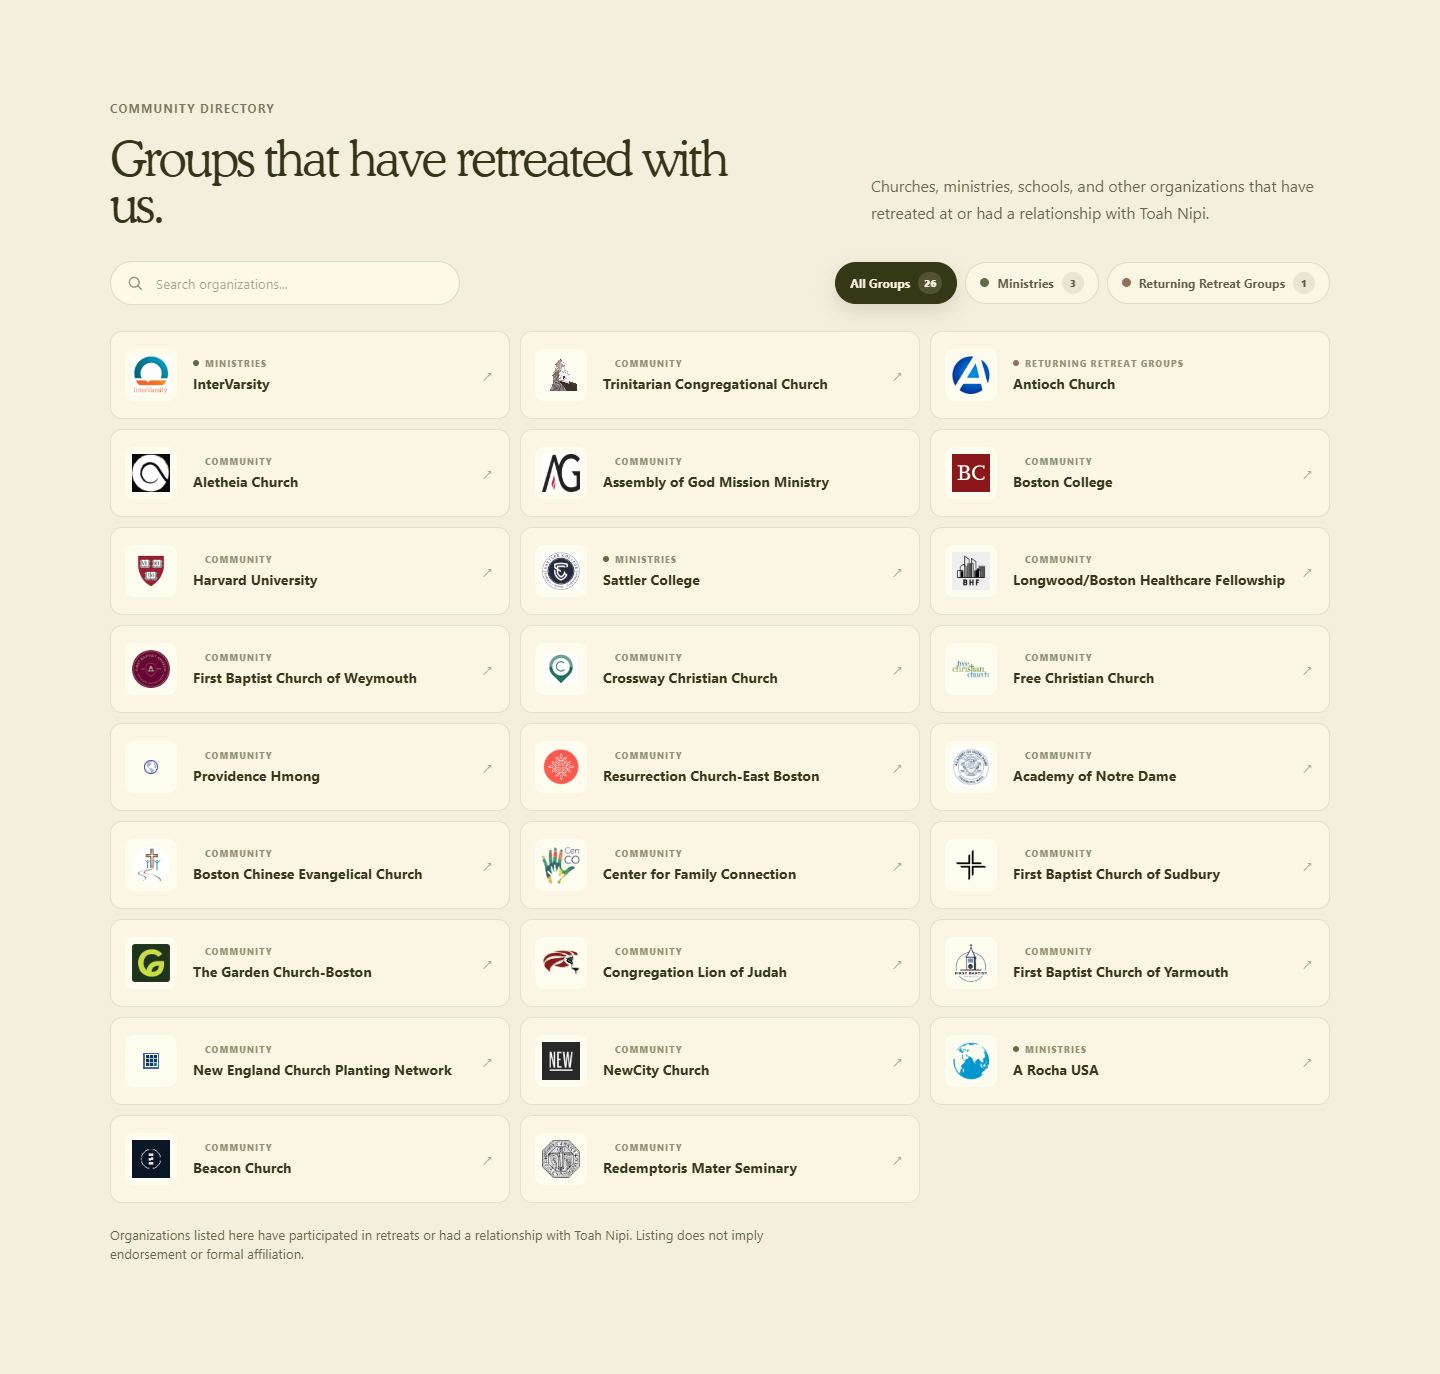 COMMUNITY DIRECTORY
Groups that have retreated with
us.
Churches, ministries, schools, and other organizations that have
retreated at or had a relationship with Toah Nipi.
Search organizations...
All Groups 26
Ministries 3
Returning Retreat Groups 1
InterVarsity
MINISTRIES
InterVarsity
COMMUNITY
Trinitarian Congregational Church
RETURNING RETREAT GROUPS
Antioch Church
COMMUNITY
Aletheia Church
AG
COMMUNITY
Assembly of God Mission Ministry
BC
COMMUNITY
Boston College
COMMUNITY
Harvard University
MINISTRIES
Sattler College
BHF
COMMUNITY
Longwood/Boston Healthcare Fellowship
COMMUNITY
First Baptist Church of Weymouth
C
COMMUNITY
Crossway Christian Church
free
christian
church
COMMUNITY
Free Christian Church
COMMUNITY
Providence Hmong
COMMUNITY
Resurrection Church-East Boston
COMMUNITY
Academy of Notre Dame
COMMUNITY
Boston Chinese Evangelical Church
Cen
CO
COMMUNITY
Center for Family Connection
COMMUNITY
First Baptist Church of Sudbury
G
COMMUNITY
The Garden Church-Boston
COMMUNITY
Congregation Lion of Judah
FIRST BAPTIST
COMMUNITY
First Baptist Church of Yarmouth
COMMUNITY
New England Church Planting Network
NEW
COMMUNITY
NewCity Church
MINISTRIES
A Rocha USA
COMMUNITY
Beacon Church
COMMUNITY
Redemptoris Mater Seminary
Organizations listed here have participated in retreats or had a relationship with Toah Nipi. Listing does not imply
endorsement or formal affiliation.